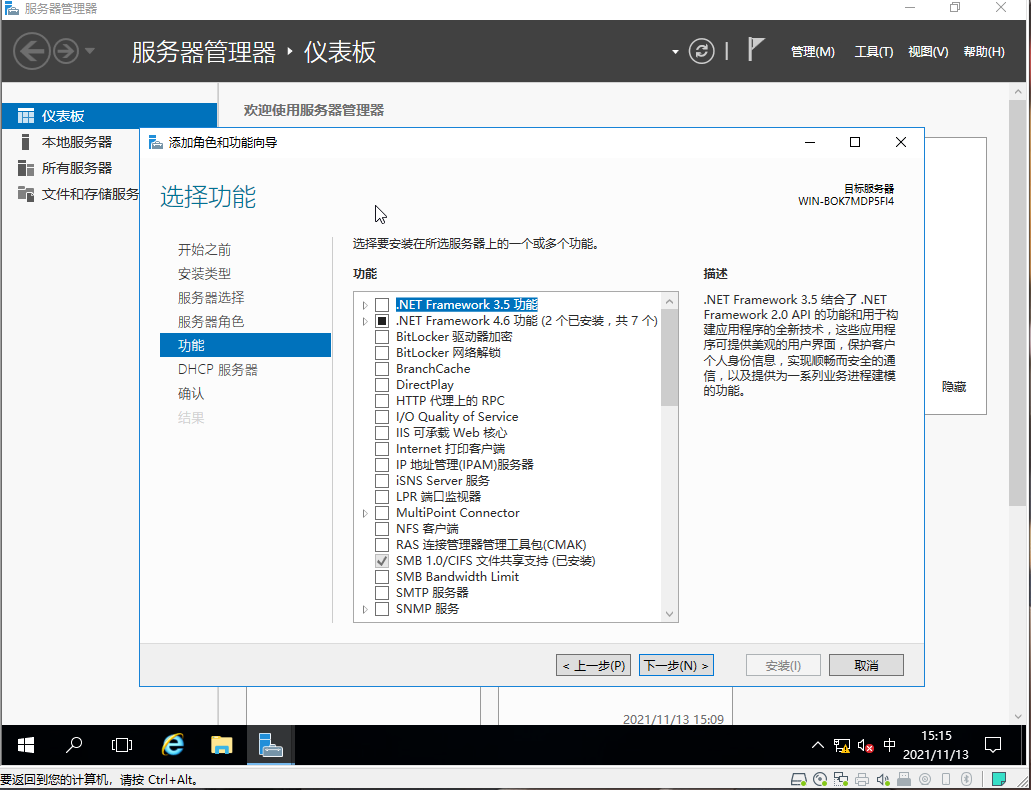 服务器管理器
服务器管理器 · 仪表板
管理(M) 工具(T) 视图(V) 帮助(H)
仪表板
本地服务器
所有服务器
文件和存储服务
欢迎使用服务器管理器
添加角色和功能向导
选择功能
目标服务器
WIN-BOK7MDP5FI4
开始之前
安装类型
服务器选择
服务器角色
功能
DHCP 服务器
确认
结果
选择要安装在所选服务器上的一个或多个功能。
功能
.NET Framework 3.5 功能
.NET Framework 4.6 功能 (2 个已安装，共 7 个)
BitLocker 驱动器加密
BitLocker 网络解锁
BranchCache
DirectPlay
HTTP 代理上的 RPC
I/O Quality of Service
IIS 可承载 Web 核心
Internet 打印客户端
IP 地址管理(IPAM)服务器
iSNS Server 服务
LPR 端口监视器
MultiPoint Connector
NFS 客户端
RAS 连接管理器管理工具包(CMAK)
SMB 1.0/CIFS 文件共享支持 (已安装)
SMB Bandwidth Limit
SMTP 服务器
SNMP 服务
描述
.NET Framework 3.5 结合了 .NET
Framework 2.0 API 的功能和用于构
建应用程序的全新技术，这些应用程
序可提供美观的用户界面，保护客户
个人身份信息，实现顺畅而安全的通
信，以及提供为一系列业务进程建模
的功能。
隐藏
< 上一步(P) 下一步(N) > 安装(I) 取消
2021/11/13 15:09
中
15:15
2021/11/13
要返回到您的计算机，请按 Ctrl+Alt。